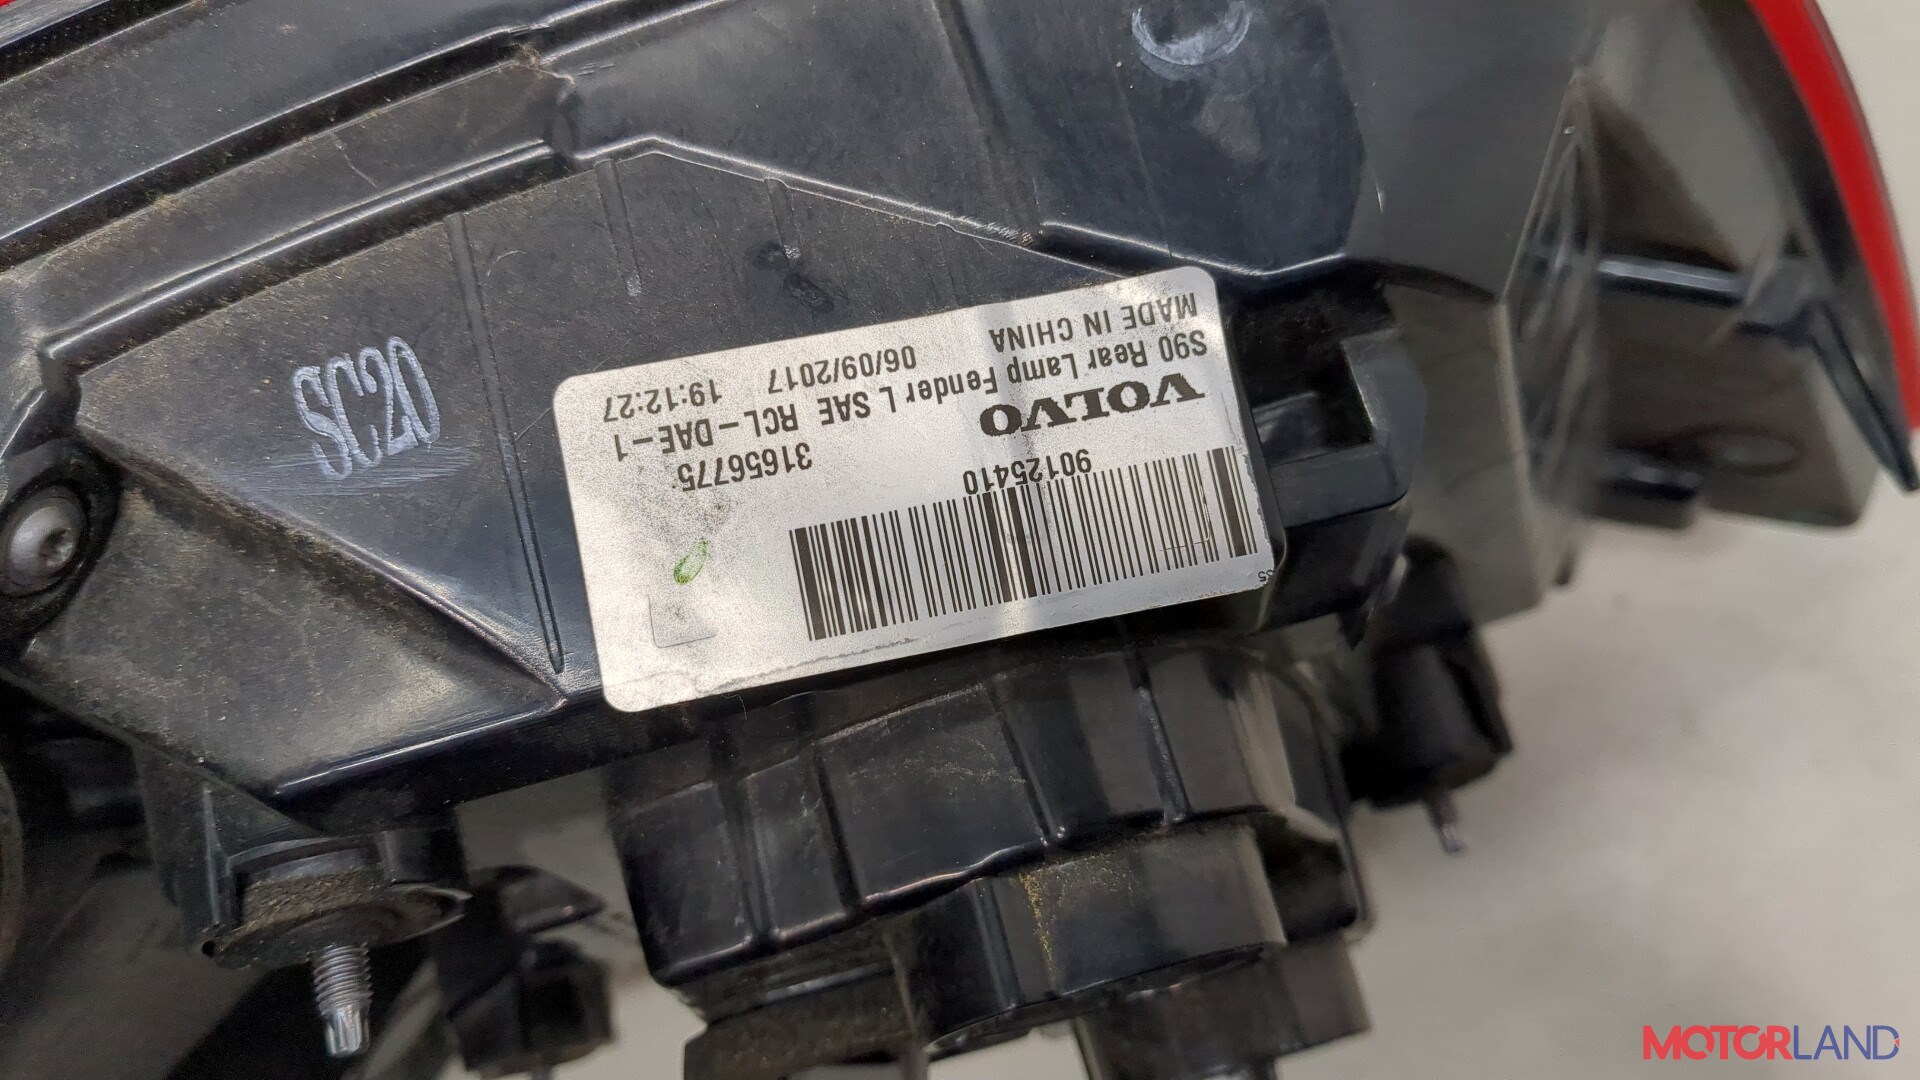 SC20
90125410
31656775
VOLVO
S90 Rear Lamp Fender L SAE RCL-DAE-1
MADE IN CHINA 06/09/2017 19:12:27
MOTORLAND